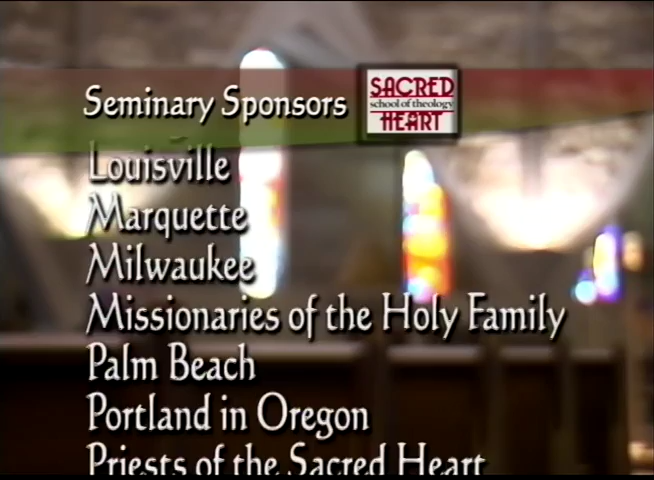 Seminary Sponsors
SACRED
school of theology
HEART
Louisville
Marquette
Milwaukee
Missionaries of the Holy Family
Palm Beach
Portland in Oregon
Priests of the Sacred Heart